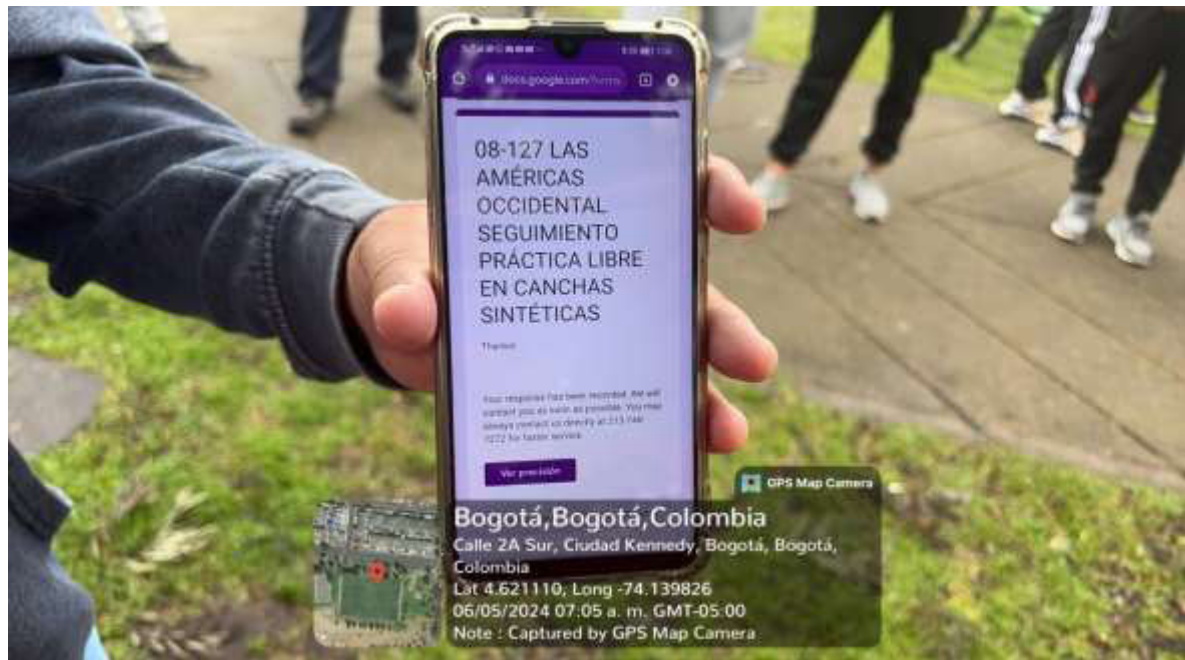 docs.google.com/forms
08-127 LAS
AMÉRICAS
OCCIDENTAL
SEGUIMIENTO
PRÁCTICA LIBRE
EN CANCHAS
SINTÉTICAS
Thanks!
Your response has been recorded. We will
contact you as soon as possible. You may
always contact us directly at
for faster service.
Ver precisión
GPS Map Camera
Bogotá,Bogotá,Colombia
Calle 2A Sur, Ciudad Kennedy, Bogotá, Bogotá,
Colombia
Lat 4.621110, Long -74.139826
06/05/2024 07:05 a. m. GMT-05:00
Note : Captured by GPS Map Camera